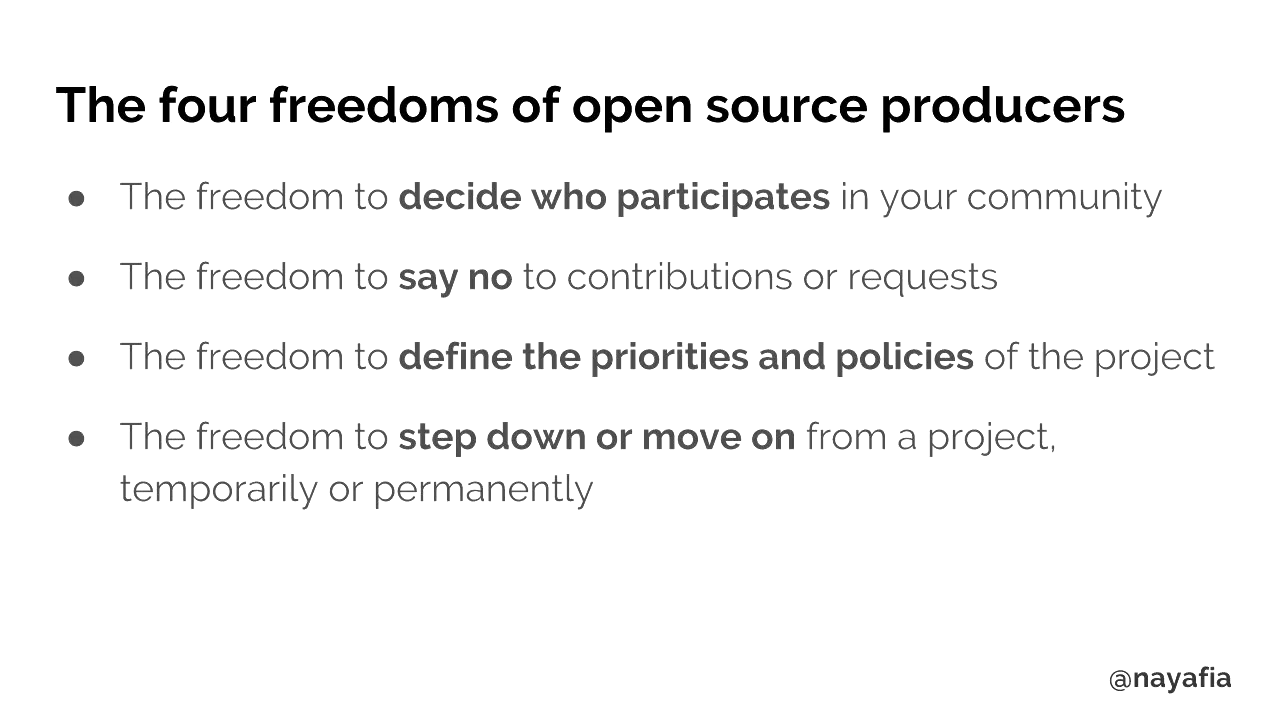 The four freedoms of open source producers
● The freedom to decide who participates in your community
● The freedom to say no to contributions or requests
● The freedom to define the priorities and policies of the project
● The freedom to step down or move on from a project,
temporarily or permanently
@nayafia